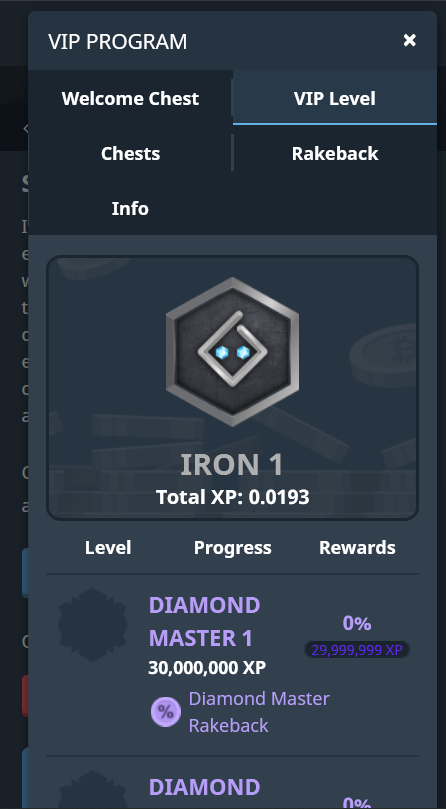 VIP PROGRAM
×
Welcome Chest
VIP Level
Chests
Rakeback
Info
IRON 1
Total XP: 0.0193
Level Progress Rewards
DIAMOND
MASTER 1
30,000,000 XP
0%
29,999,999 XP
%
Diamond Master
Rakeback
DIAMOND
0%